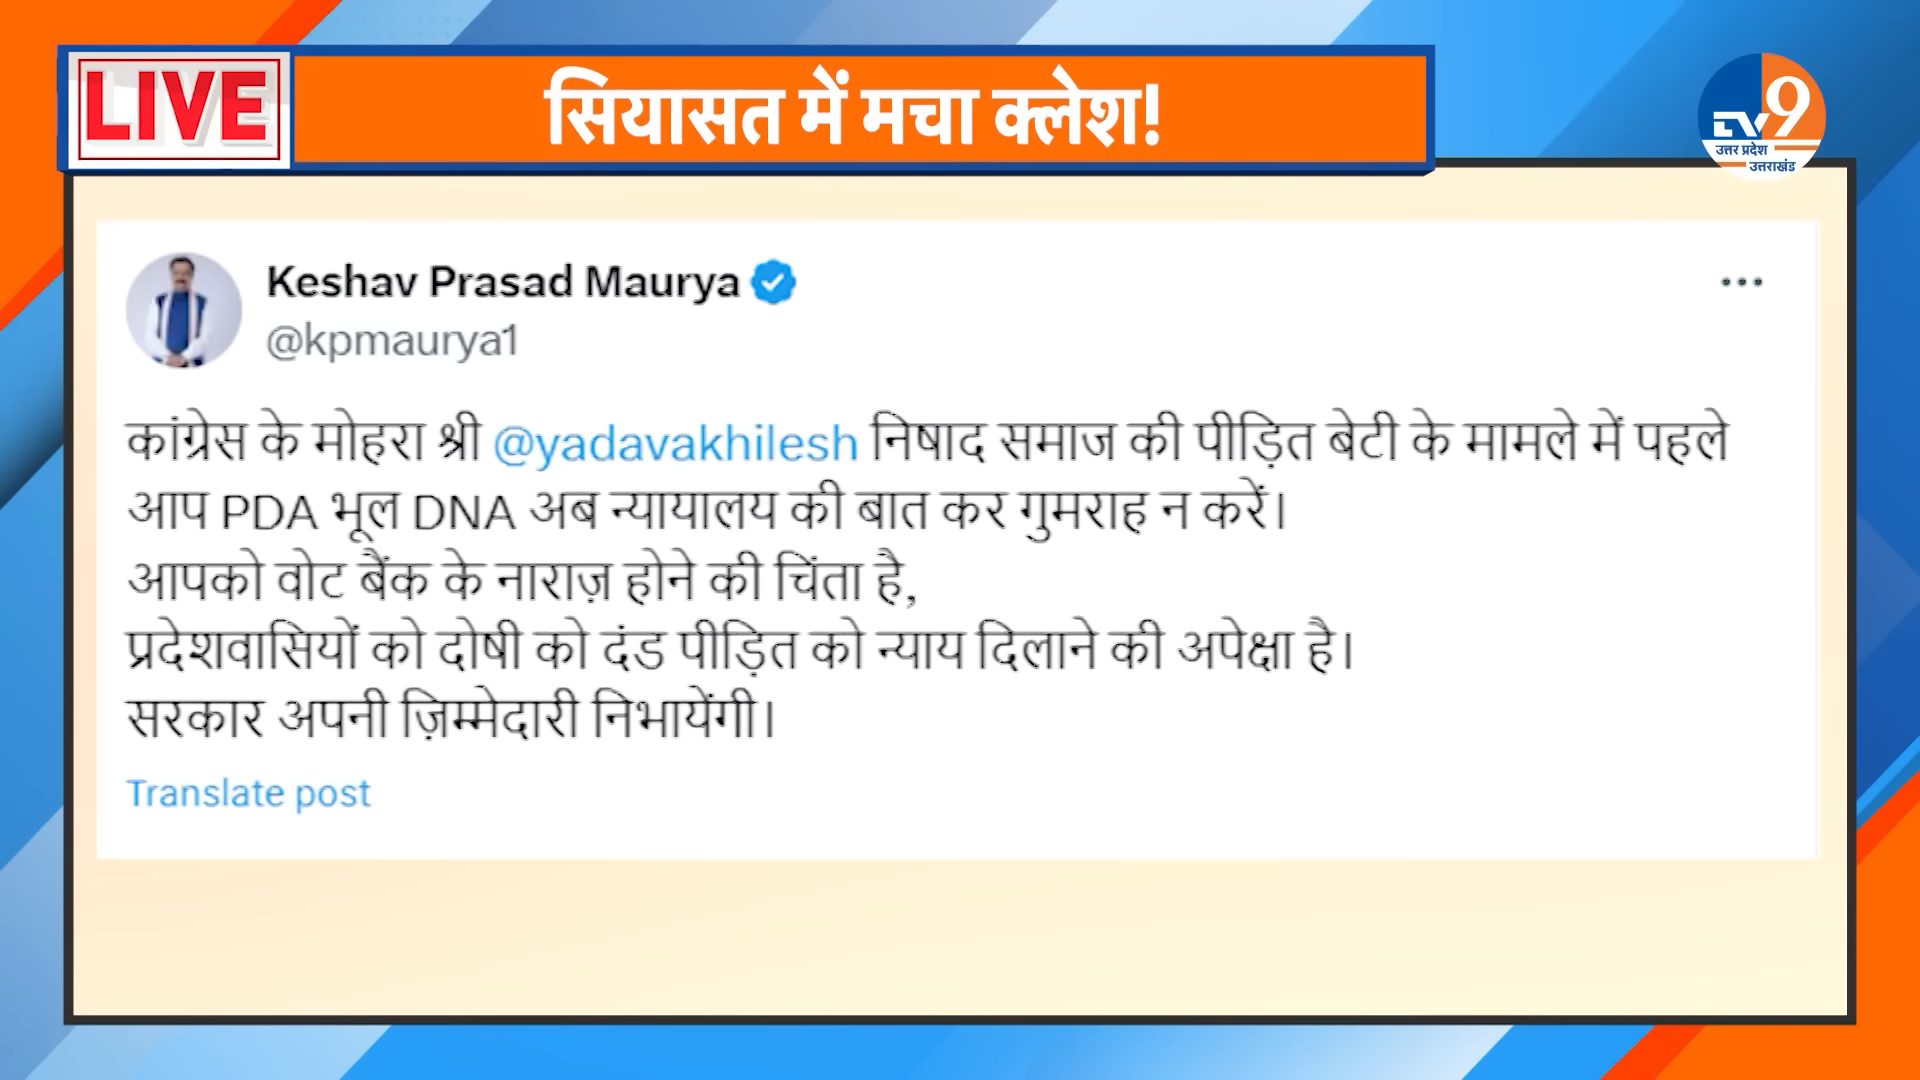 LIVE
सियासत में मचा क्लेश!
TV9
उत्तर प्रदेश
उत्तराखंड
Keshav Prasad Maurya
@kpmaurya1
कांग्रेस के मोहरा श्री @yadavakhilesh निषाद समाज की पीड़ित बेटी के मामले में पहले
आप PDA भूल DNA अब न्यायालय की बात कर गुमराह न करें।
आपको वोट बैंक के नाराज़ होने की चिंता है,
प्रदेशवासियों को दोषी को दंड पीड़ित को न्याय दिलाने की अपेक्षा है।
सरकार अपनी ज़िम्मेदारी निभायेंगी।
Translate post